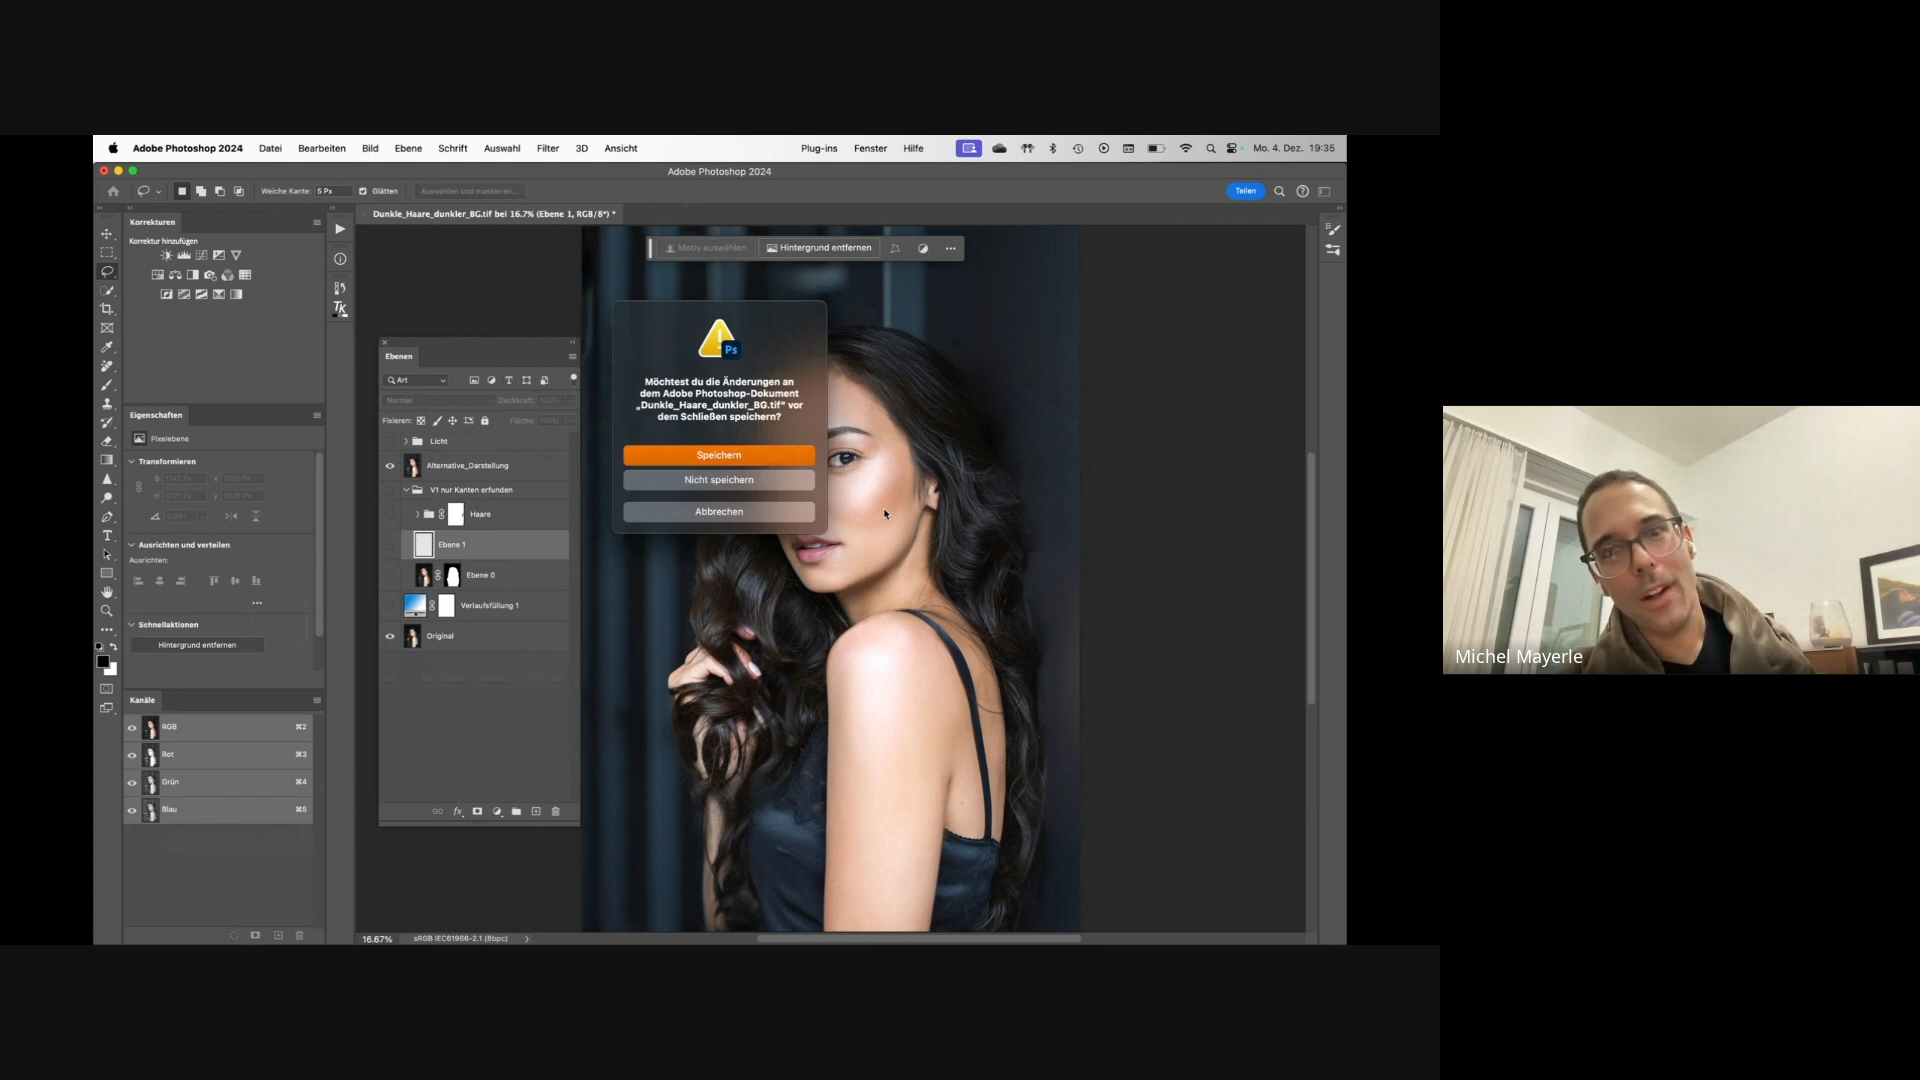 Adobe Photoshop 2024 Datei Bearbeiten Bild Ebene Schrift Auswahl Filter 3D Ansicht Plug-ins Fenster Hilfe Mo. 4. Dez. 19:35
Adobe Photoshop 2024
Weiche Kante: 5 Px Glätten Auswählen und maskieren... Teilen
Dunkle_Haare_dunkler_BG.tif bei 16.7% (Ebene 1, RGB/8*) *
Korrekturen
Korrektur hinzufügen
Motiv auswählen Hintergrund entfernen
TK
Ps
Möchtest du die Änderungen an
dem Adobe Photoshop-Dokument
„Dunkle_Haare_dunkler_BG.tif“ vor
dem Schließen speichern?
Speichern
Nicht speichern
Abbrechen
Ebenen
Art
Normal Deckkraft: 100%
Fixieren: Fläche: 100%
Licht
Alternative_Darstellung
V1 nur Kanten erfunden
Haare
Ebene 1
Ebene 0
Verlaufsfüllung 1
Original
fx
Eigenschaften
Pixelebene
Transformieren
B
X
H
Y
0,00°
Ausrichten und verteilen
Ausrichten:
Schnellaktionen
Hintergrund entfernen
Kanäle
RGB ⌘2
Rot ⌘3
Grün ⌘4
Blau ⌘5
16.67% sRGB IEC61966-2.1 (8bpc)
Michel Mayerle